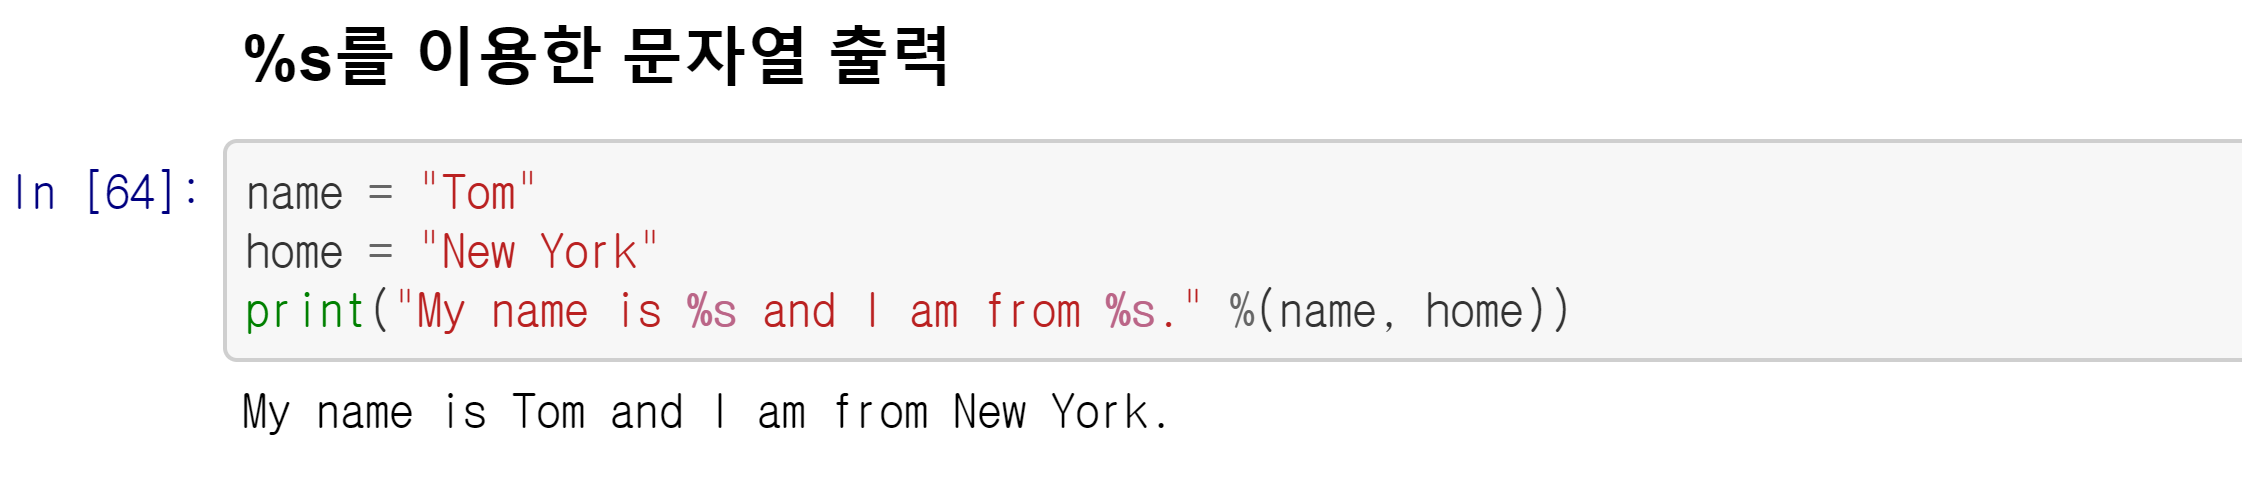 %s를 이용한 문자열 출력
In [64]:
name = "Tom"
home = "New York"
print("My name is %s and I am from %s." %(name, home))
My name is Tom and I am from New York.